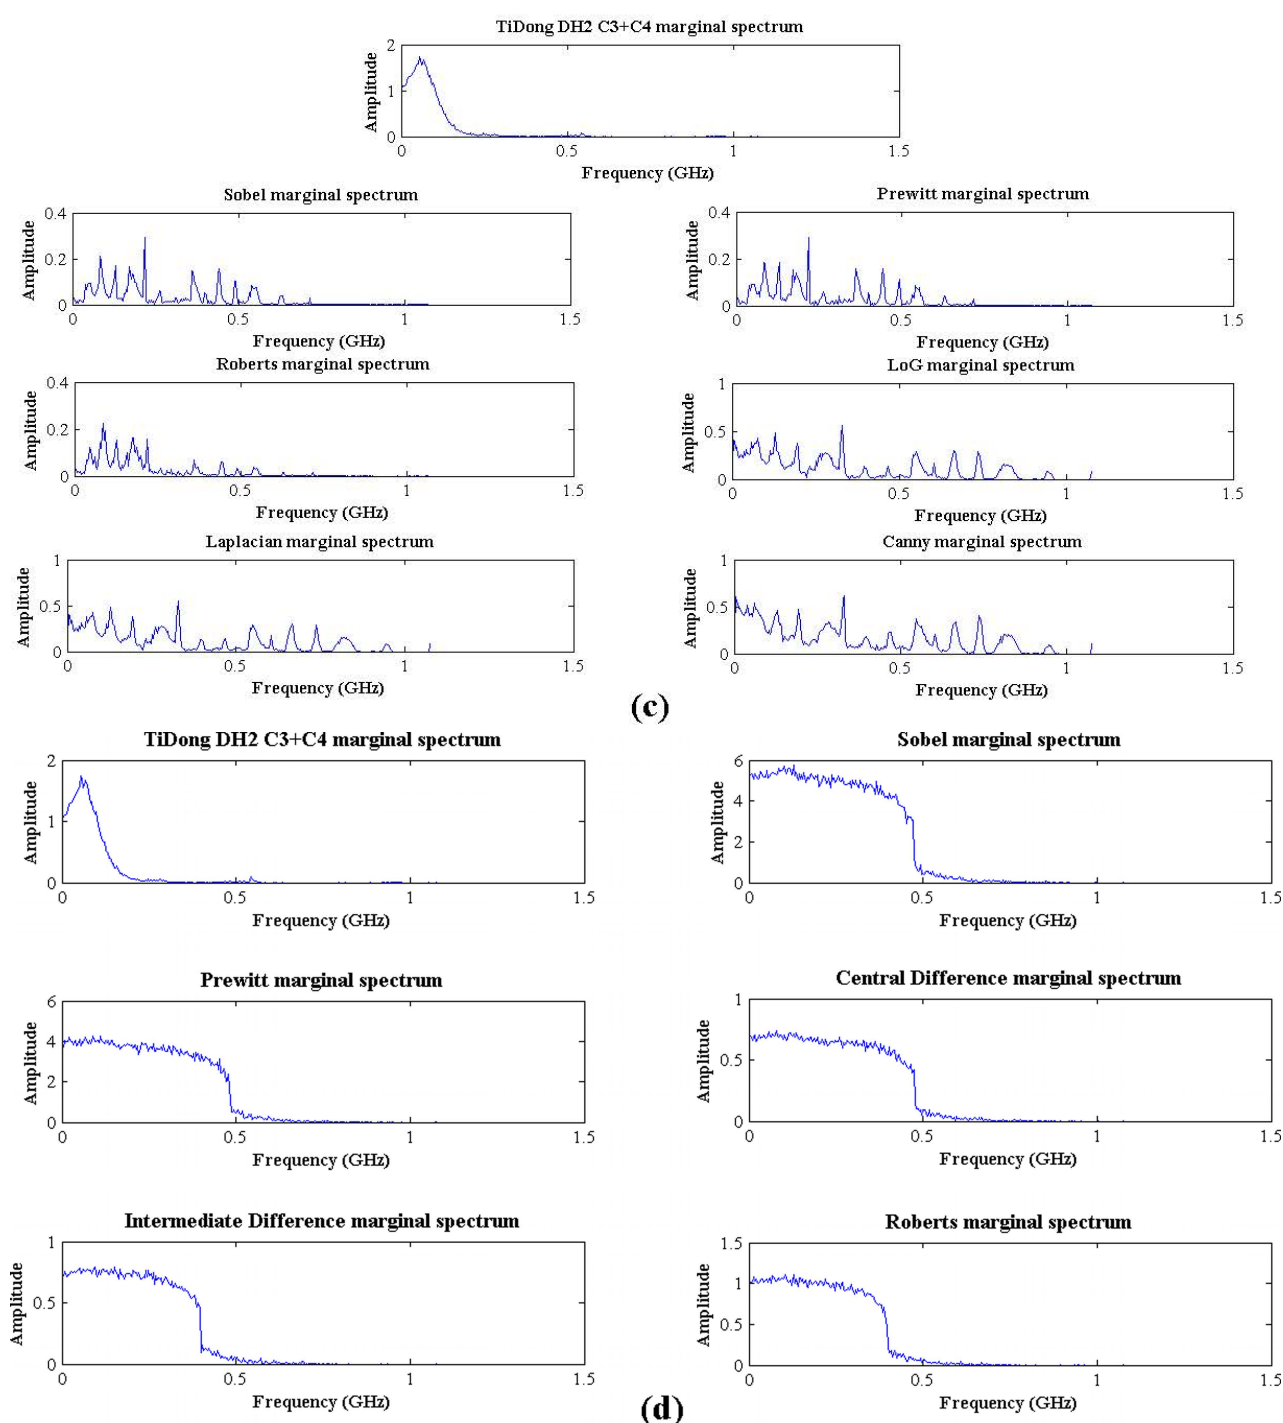 TiDong DH2 C3+C4 marginal spectrum
Amplitude
2
1
0
0 0.5 1 1.5
Frequency (GHz)
Sobel marginal spectrum
Amplitude
0.4
0.2
0
0 0.5 1 1.5
Frequency (GHz)
Prewitt marginal spectrum
Amplitude
0.4
0.2
0
0 0.5 1 1.5
Frequency (GHz)
Roberts marginal spectrum
Amplitude
0.4
0.2
0
0 0.5 1 1.5
Frequency (GHz)
LoG marginal spectrum
Amplitude
1
0.5
0
0 0.5 1 1.5
Frequency (GHz)
Laplacian marginal spectrum
Amplitude
1
0.5
0
0 0.5 1 1.5
Frequency (GHz)
Canny marginal spectrum
Amplitude
1
0.5
0
0 0.5 1 1.5
Frequency (GHz)
(c)
TiDong DH2 C3+C4 marginal spectrum
Amplitude
2
1
0
0 0.5 1 1.5
Frequency (GHz)
Sobel marginal spectrum
Amplitude
6
4
2
0
0 0.5 1 1.5
Frequency (GHz)
Prewitt marginal spectrum
Amplitude
6
4
2
0
0 0.5 1 1.5
Frequency (GHz)
Central Difference marginal spectrum
Amplitude
1
0.5
0
0 0.5 1 1.5
Frequency (GHz)
Intermediate Difference marginal spectrum
Amplitude
1
0.5
0
0 0.5 1 1.5
Frequency (GHz)
Roberts marginal spectrum
Amplitude
1.5
1
0.5
0
0 0.5 1 1.5
Frequency (GHz)
(d)